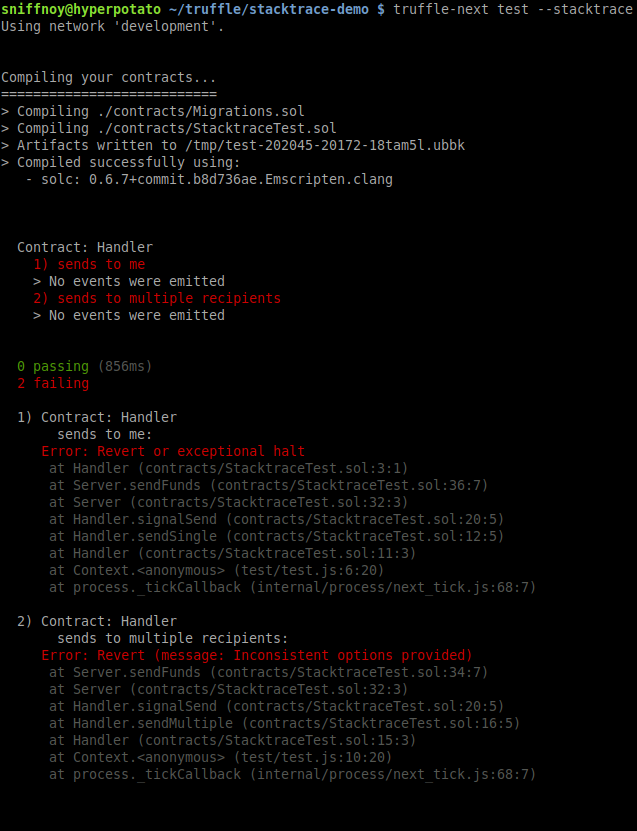 sniffnoy@hyperpotato ~/truffle/stacktrace-demo $ truffle-next test --stacktrace
Using network 'development'.
Compiling your contracts...
===========================
> Compiling ./contracts/Migrations.sol
> Compiling ./contracts/StacktraceTest.sol
> Artifacts written to /tmp/test-202045-20172-18tam5l.ubbk
> Compiled successfully using:
- solc: 0.6.7+commit.b8d736ae.Emscripten.clang
Contract: Handler
1) sends to me
> No events were emitted
2) sends to multiple recipients
> No events were emitted
0 passing (856ms)
2 failing
1) Contract: Handler
sends to me:
Error: Revert or exceptional halt
at Handler (contracts/StacktraceTest.sol:3:1)
at Server.sendFunds (contracts/StacktraceTest.sol:36:7)
at Server (contracts/StacktraceTest.sol:32:3)
at Handler.signalSend (contracts/StacktraceTest.sol:20:5)
at Handler.sendSingle (contracts/StacktraceTest.sol:12:5)
at Handler (contracts/StacktraceTest.sol:11:3)
at Context.<anonymous> (test/test.js:6:20)
at process._tickCallback (internal/process/next_tick.js:68:7)
2) Contract: Handler
sends to multiple recipients:
Error: Revert (message: Inconsistent options provided)
at Server.sendFunds (contracts/StacktraceTest.sol:34:7)
at Server (contracts/StacktraceTest.sol:32:3)
at Handler.signalSend (contracts/StacktraceTest.sol:20:5)
at Handler.sendMultiple (contracts/StacktraceTest.sol:16:5)
at Handler (contracts/StacktraceTest.sol:15:3)
at Context.<anonymous> (test/test.js:10:20)
at process._tickCallback (internal/process/next_tick.js:68:7)